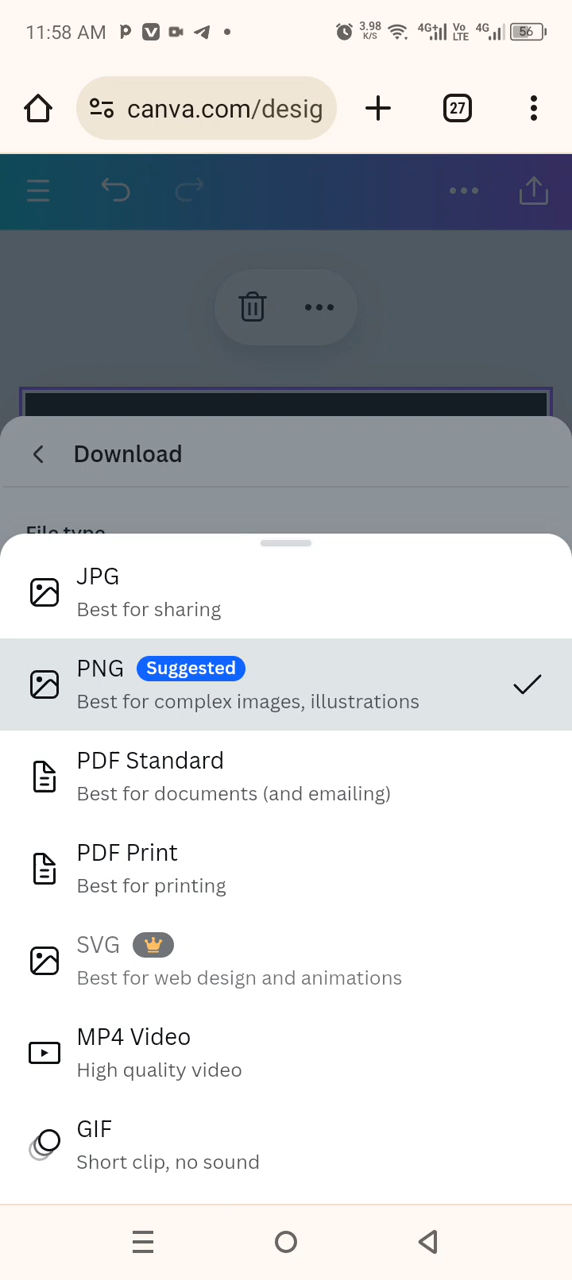 11:58 AM
3.98
K/S
4G+
Vo
LTE
4G
56
canva.com/desig
27
Download
File type
JPG
Best for sharing
PNG Suggested
Best for complex images, illustrations
PDF Standard
Best for documents (and emailing)
PDF Print
Best for printing
SVG
Best for web design and animations
MP4 Video
High quality video
GIF
Short clip, no sound